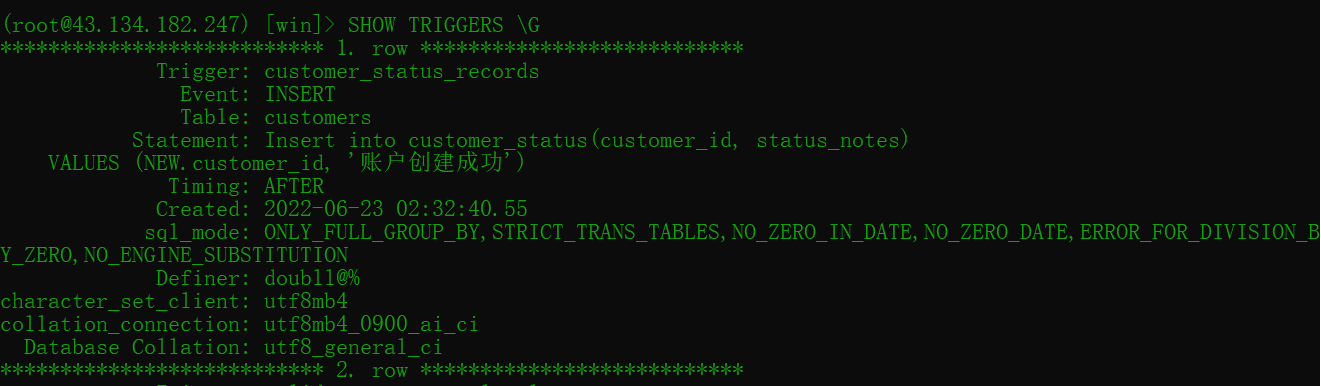 (root@43.134.182.247) [win]> SHOW TRIGGERS \G
*************************** 1. row ***************************
Trigger: customer_status_records
Event: INSERT
Table: customers
Statement: Insert into customer_status(customer_id, status_notes)
VALUES (NEW.customer_id, '账户创建成功')
Timing: AFTER
Created: 2022-06-23 02:32:40.55
sql_mode: ONLY_FULL_GROUP_BY,STRICT_TRANS_TABLES,NO_ZERO_IN_DATE,NO_ZERO_DATE,ERROR_FOR_DIVISION_B
Y_ZERO,NO_ENGINE_SUBSTITUTION
Definer: doubll@%
character_set_client: utf8mb4
collation_connection: utf8mb4_0900_ai_ci
Database Collation: utf8_general_ci
*************************** 2. row ***************************